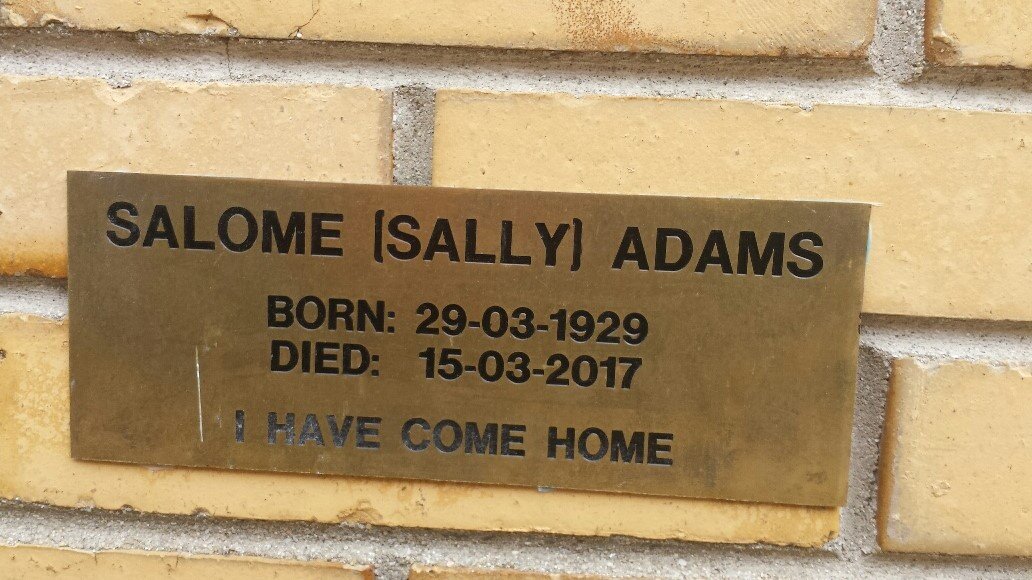 SALOME (SALLY) ADAMS
BORN: 29-03-1929
DIED: 15-03-2017
I HAVE COME HOME